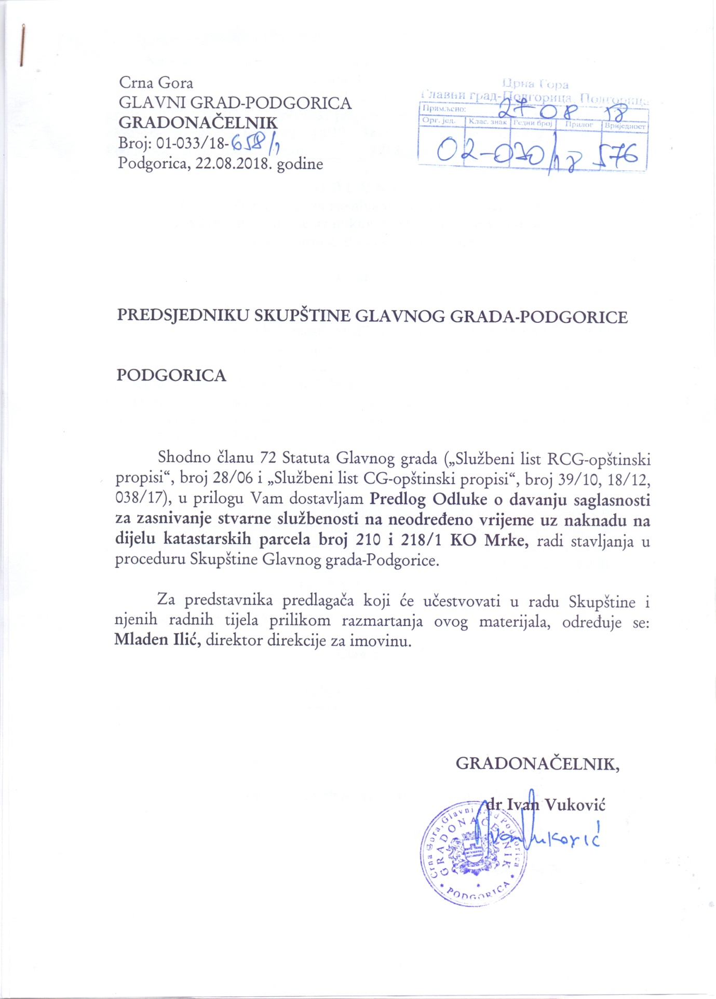 Crna Gora
GLAVNI GRAD-PODGORICA
GRADONAČELNIK
Broj: 01-033/18-658/1
Podgorica, 22.08.2018. godine
Црна Гора
Главни град-Подгорица, Подгорица
Примљено: 27 08 18
Орг. јед. Клас. знак Редни број Прилог Вриједност
02-030/18 576
PREDSJEDNIKU SKUPŠTINE GLAVNOG GRADA-PODGORICE
PODGORICA
Shodno članu 72 Statuta Glavnog grada („Službeni list RCG-opštinski
propisi“, broj 28/06 i „Službeni list CG-opštinski propisi“, broj 39/10, 18/12,
038/17), u prilogu Vam dostavljam Predlog Odluke o davanju saglasnosti
za zasnivanje stvarne službenosti na neodređeno vrijeme uz naknadu na
dijelu katastarskih parcela broj 210 i 218/1 KO Mrke, radi stavljanja u
proceduru Skupštine Glavnog grada-Podgorice.
Za predstavnika predlagača koji će učestvovati u radu Skupštine i
njenih radnih tijela prilikom razmartanja ovog materijala, određuje se:
Mladen Ilić, direktor direkcije za imovinu.
GRADONAČELNIK,
dr Ivan Vuković
Ivan Vuković
Crna Gora, Glavni grad Podgorica
GRADONAČELNIK
* PODGORICA *